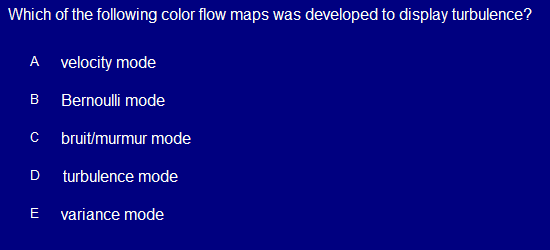 Which of the following color flow maps was developed to display turbulence?
A velocity mode
B Bernoulli mode
C bruit/murmur mode
D turbulence mode
E variance mode